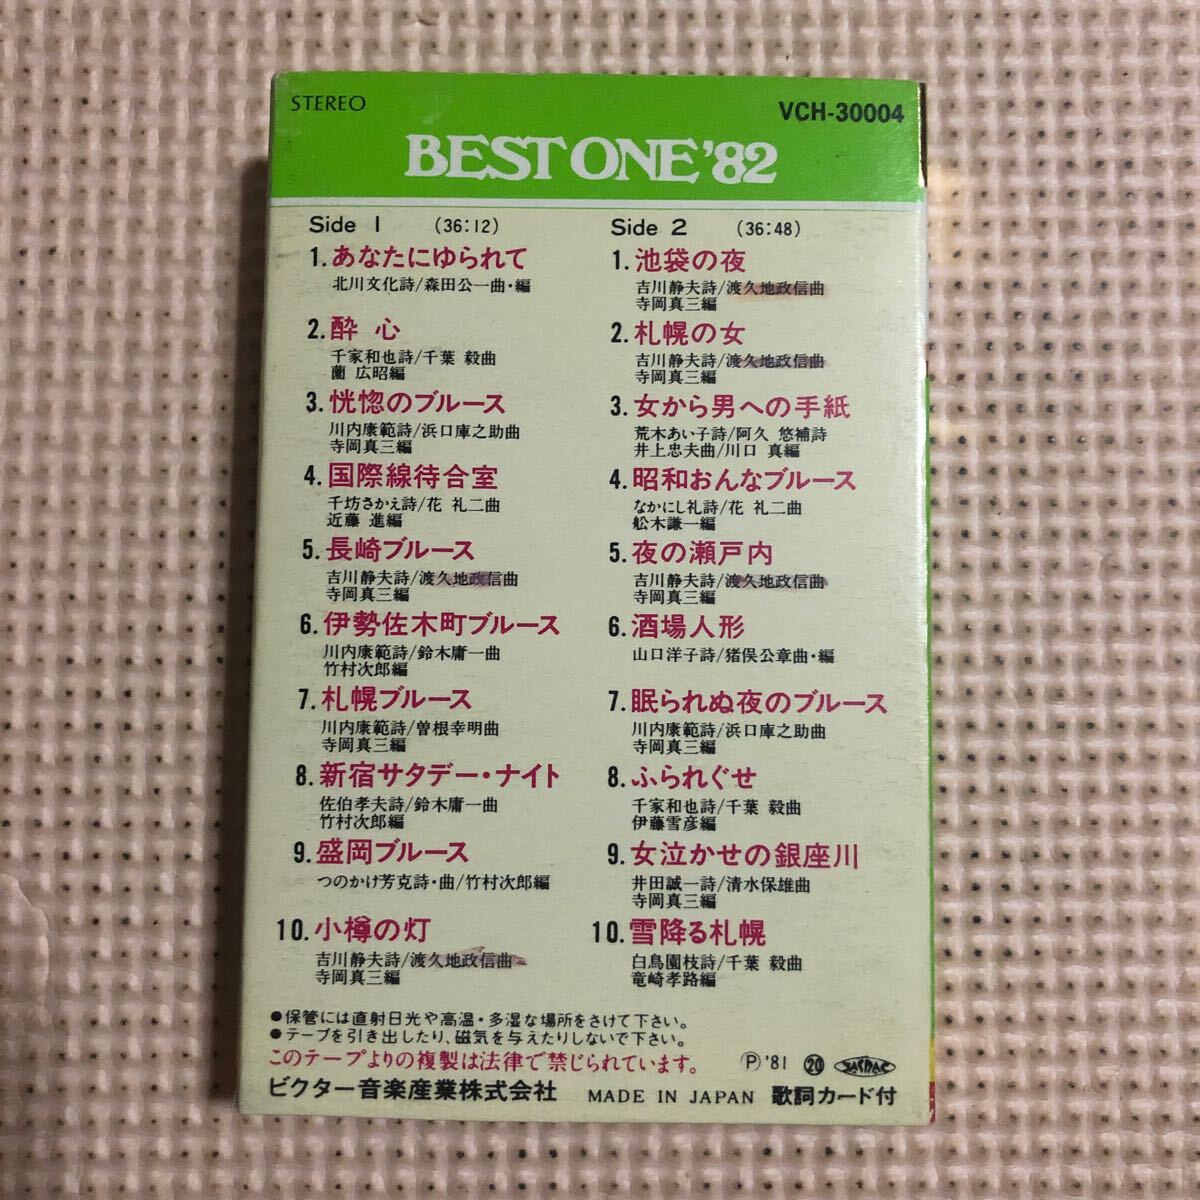 STEREO
VCH-30004
BEST ONE '82
Side 1 (36:12)
1. あなたにゆられて
北川文化詩/森田公一曲・編
2. 酔 心
千家和也詩/千葉 毅曲
蘭 広昭編
3. 恍惚のブルース
川内康範詩/浜口庫之助曲
寺岡真三編
4. 国際線待合室
千坊さかえ詩/花 礼二曲
近藤 進編
5. 長崎ブルース
吉川静夫詩/渡久地政信曲
寺岡真三編
6. 伊勢佐木町ブルース
川内康範詩/鈴木庸一曲
竹村次郎編
7. 札幌ブルース
川内康範詩/曽根幸明曲
寺岡真三編
8. 新宿サタデー・ナイト
佐伯孝夫詩/鈴木庸一曲
竹村次郎編
9. 盛岡ブルース
つのかけ芳克詩・曲/竹村次郎編
10. 小樽の灯
吉川静夫詩/渡久地政信曲
寺岡真三編
Side 2 (36:48)
1. 池袋の夜
吉川静夫詩/渡久地政信曲
寺岡真三編
2. 札幌の女
吉川静夫詩/渡久地政信曲
寺岡真三編
3. 女から男への手紙
荒木あい子詩/阿久 悠補詩
井上忠夫曲/川口 真編
4. 昭和おんなブルース
なかにし礼詩/花 礼二曲
舩木謙一編
5. 夜の瀬戸内
吉川静夫詩/渡久地政信曲
寺岡真三編
6. 酒場人形
山口洋子詩/猪俣公章曲・編
7. 眠られぬ夜のブルース
川内康範詩/浜口庫之助曲
寺岡真三編
8. ふられぐせ
千家和也詩/千葉 毅曲
伊藤雪彦編
9. 女泣かせの銀座川
井田誠一詩/清水保雄曲
寺岡真三編
10. 雪降る札幌
白鳥園枝詩/千葉 毅曲
竜崎孝路編
●保管には直射日光や高温・多湿な場所をさけて下さい。
●テープを引き出したり、磁気を与えたりしないで下さい。
このテープよりの複製は法律で禁じられています。 Ⓟ'81 ⑳ JASRAC
ビクター音楽産業株式会社 MADE IN JAPAN 歌詞カード付